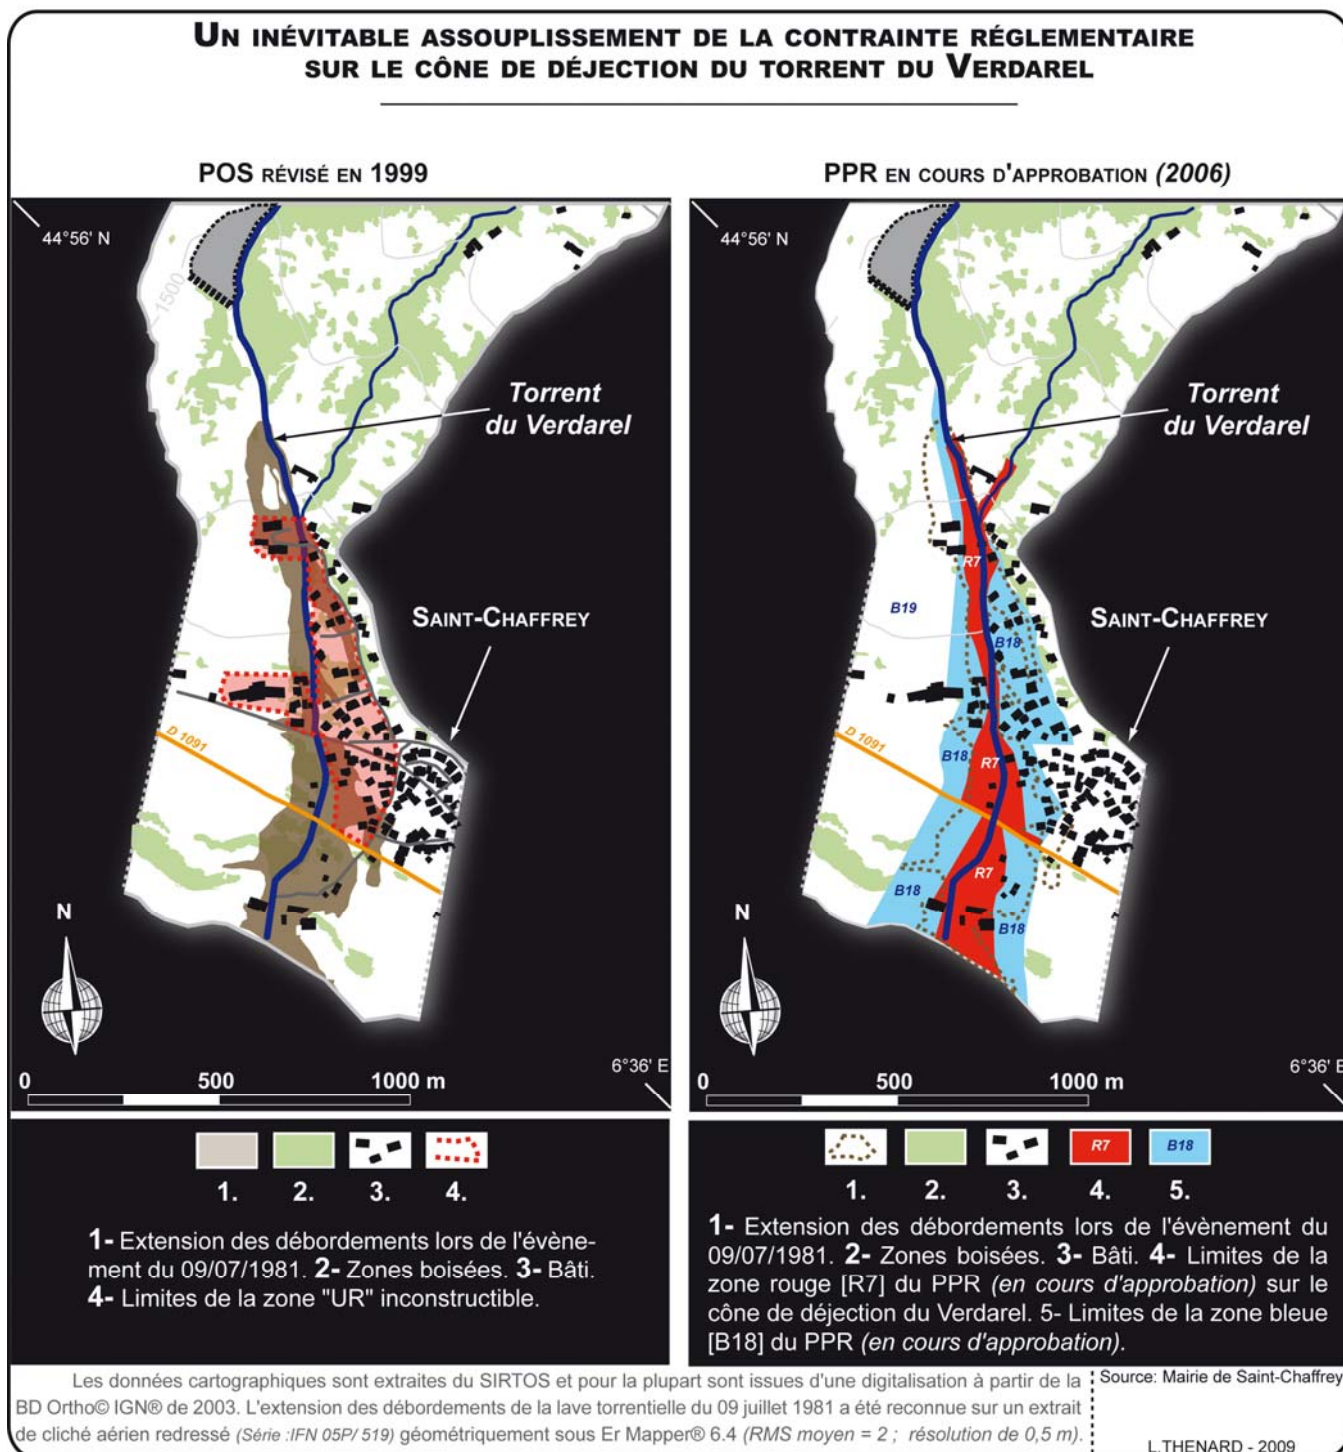 UN INÉVITABLE ASSOUPLISSEMENT DE LA CONTRAINTE RÉGLEMENTAIRE
SUR LE CÔNE DE DÉJECTION DU TORRENT DU VERDAREL
POS RÉVISÉ EN 1999
44°56' N
1500
Torrent
du Verdarel
SAINT-CHAFFREY
D 1091
N
6°36' E
0 500 1000 m
1. 2. 3. 4.
1- Extension des débordements lors de l'évène-
ment du 09/07/1981. 2- Zones boisées. 3- Bâti.
4- Limites de la zone "UR" inconstructible.
PPR EN COURS D'APPROBATION (2006)
44°56' N
Torrent
du Verdarel
R7
B19
SAINT-CHAFFREY
B18
D 1091
B18
R7
R7
B18
B18
N
6°36' E
0 500 1000 m
R7 B18
1. 2. 3. 4. 5.
1- Extension des débordements lors de l'évènement du
09/07/1981. 2- Zones boisées. 3- Bâti. 4- Limites de la
zone rouge [R7] du PPR (en cours d'approbation) sur le
cône de déjection du Verdarel. 5- Limites de la zone bleue
[B18] du PPR (en cours d'approbation).
Les données cartographiques sont extraites du SIRTOS et pour la plupart sont issues d'une digitalisation à partir de la
BD Ortho© IGN® de 2003. L'extension des débordements de la lave torrentielle du 09 juillet 1981 a été reconnue sur un extrait
de cliché aérien redressé (Série :IFN 05P/ 519) géométriquement sous Er Mapper® 6.4 (RMS moyen = 2 ; résolution de 0,5 m).
Source: Mairie de Saint-Chaffrey
L.THENARD - 2009